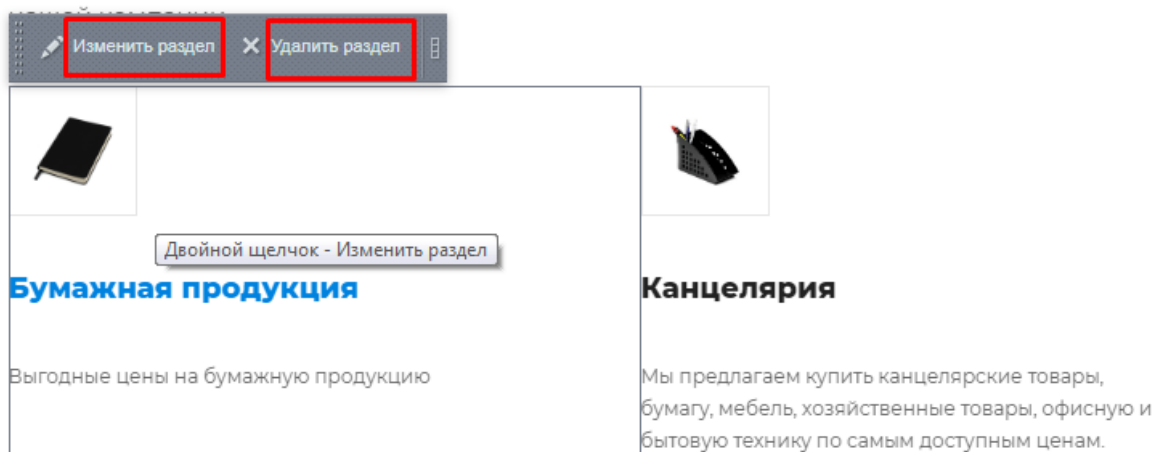 Изменить раздел
Удалить раздел
Двойной щелчок - Изменить раздел
Бумажная продукция
Канцелярия
Выгодные цены на бумажную продукцию
Мы предлагаем купить канцелярские товары,
бумагу, мебель, хозяйственные товары, офисную и
бытовую технику по самым доступным ценам.